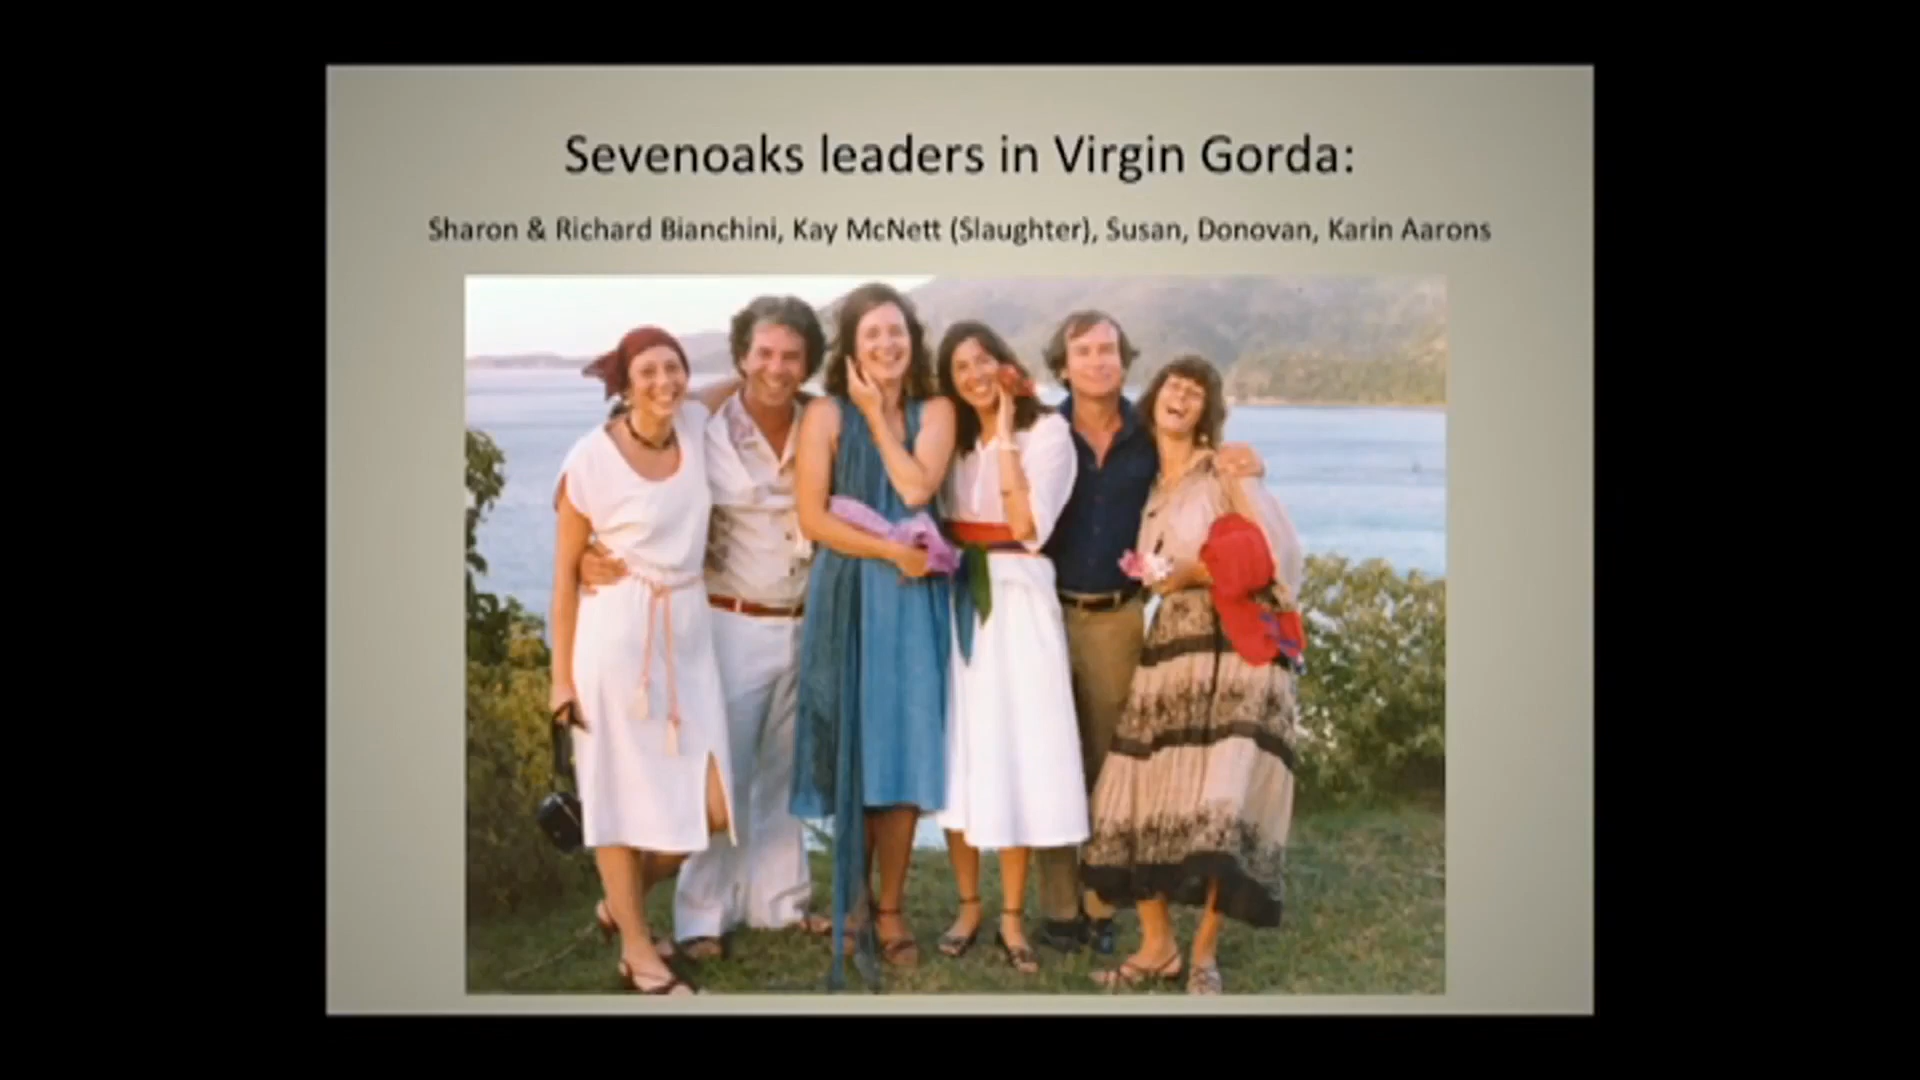 Sevenoaks leaders in Virgin Gorda:
Sharon & Richard Bianchini, Kay McNett (Slaughter), Susan, Donovan, Karin Aarons